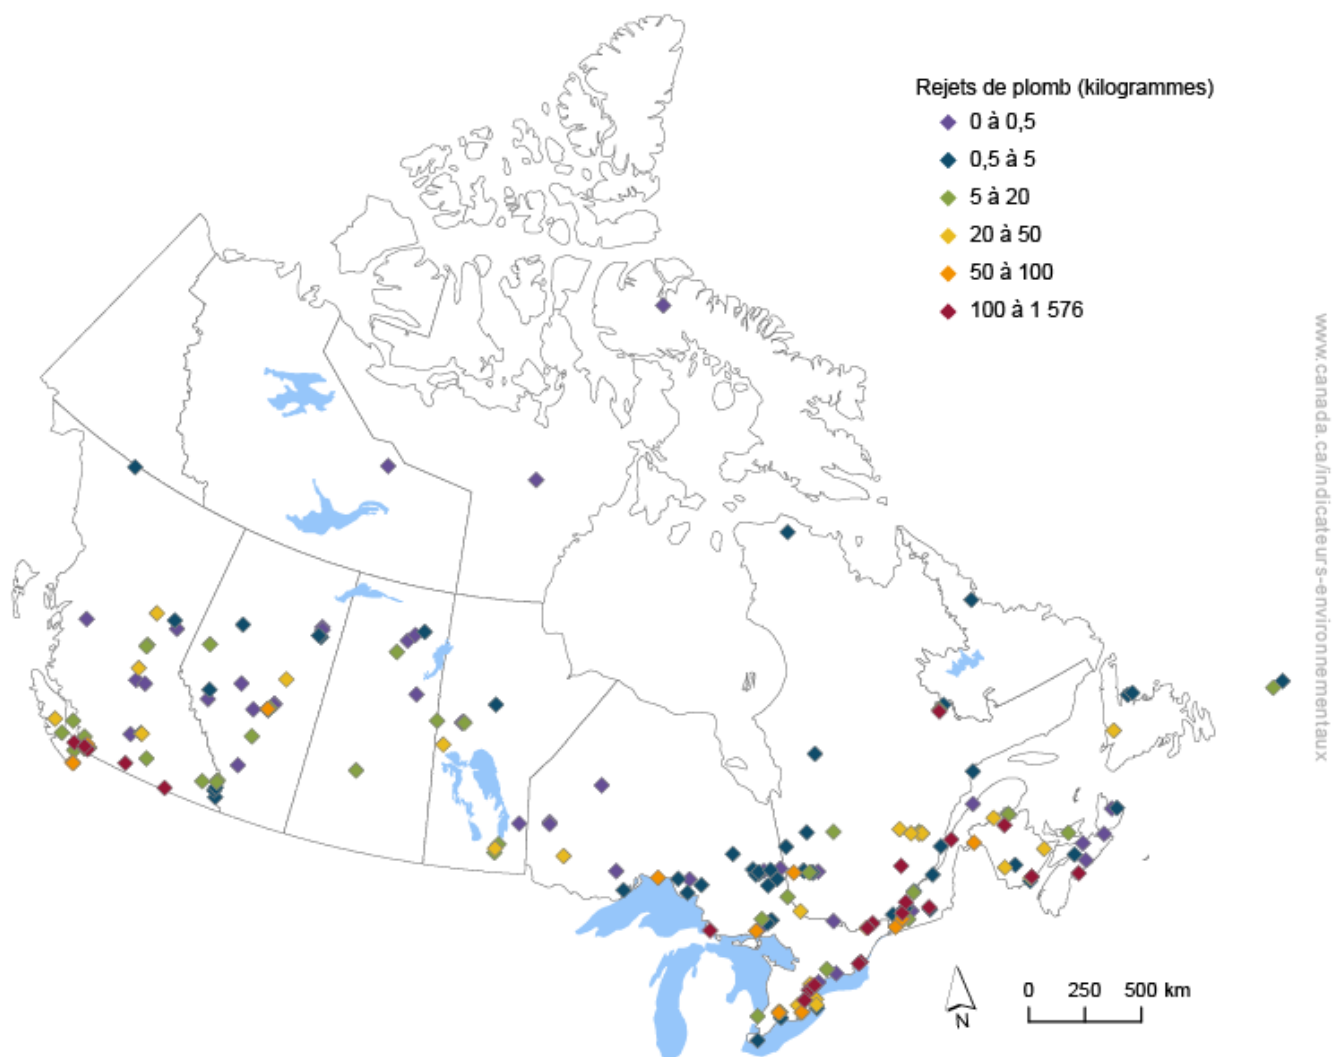 Rejets de plomb (kilogrammes)
0 à 0,5
0,5 à 5
5 à 20
20 à 50
50 à 100
100 à 1 576
www.canada.ca/indicateurs-environnementaux
N
0 250 500 km